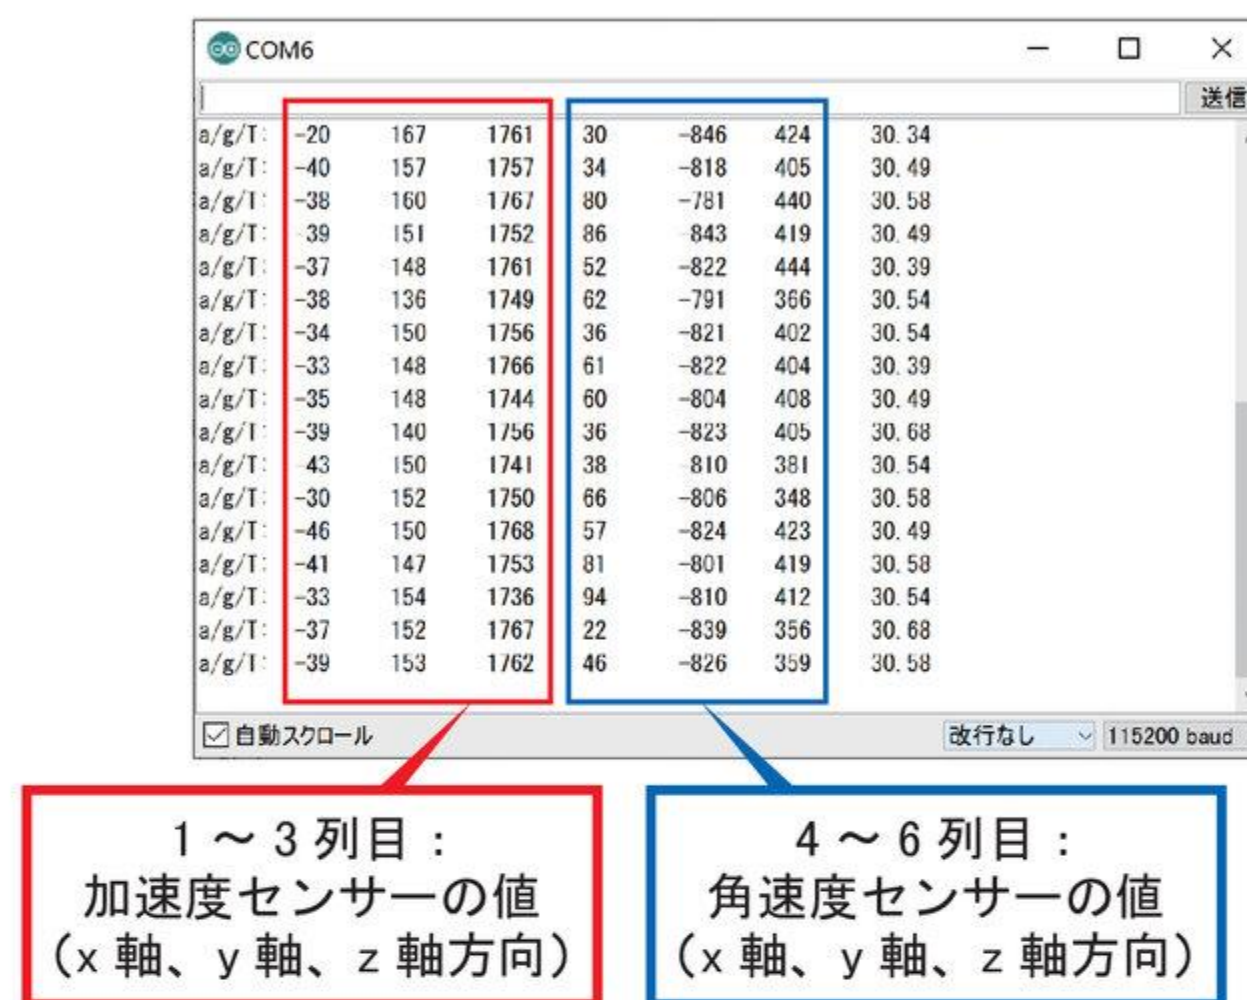 COM6
送信
a/g/T: -20 167 1761 30 -846 424 30.34
a/g/T: -40 157 1757 34 -818 405 30.49
a/g/T: -38 160 1767 80 -781 440 30.58
a/g/T: 39 151 1752 86 843 419 30.49
a/g/T: -37 148 1761 52 -822 444 30.39
a/g/T: -38 136 1749 62 -791 366 30.54
a/g/T: -34 150 1756 36 -821 402 30.54
a/g/T: -33 148 1766 61 -822 404 30.39
a/g/T: -35 148 1744 60 -804 408 30.49
a/g/T: -39 140 1756 36 -823 405 30.68
a/g/T: 43 150 1741 38 810 381 30.54
a/g/T: -30 152 1750 66 -806 348 30.58
a/g/T: -46 150 1768 57 -824 423 30.49
a/g/T: -41 147 1753 81 -801 419 30.58
a/g/T: -33 154 1736 94 -810 412 30.54
a/g/T: -37 152 1767 22 -839 356 30.68
a/g/T: -39 153 1762 46 -826 359 30.58
自動スクロール 改行なし 115200 baud
1～3列目：
加速度センサーの値
（x軸、y軸、z軸方向）
4～6列目：
角速度センサーの値
（x軸、y軸、z軸方向）